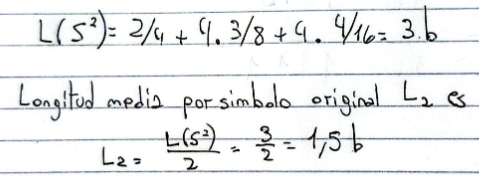 L(S²) = 2/4 + 4. 3/8 + 4. 4/16 = 3.b
Longitud media por simbolo original L₂ es
L₂ = L(S²)/2 = 3/2 = 1,5 b